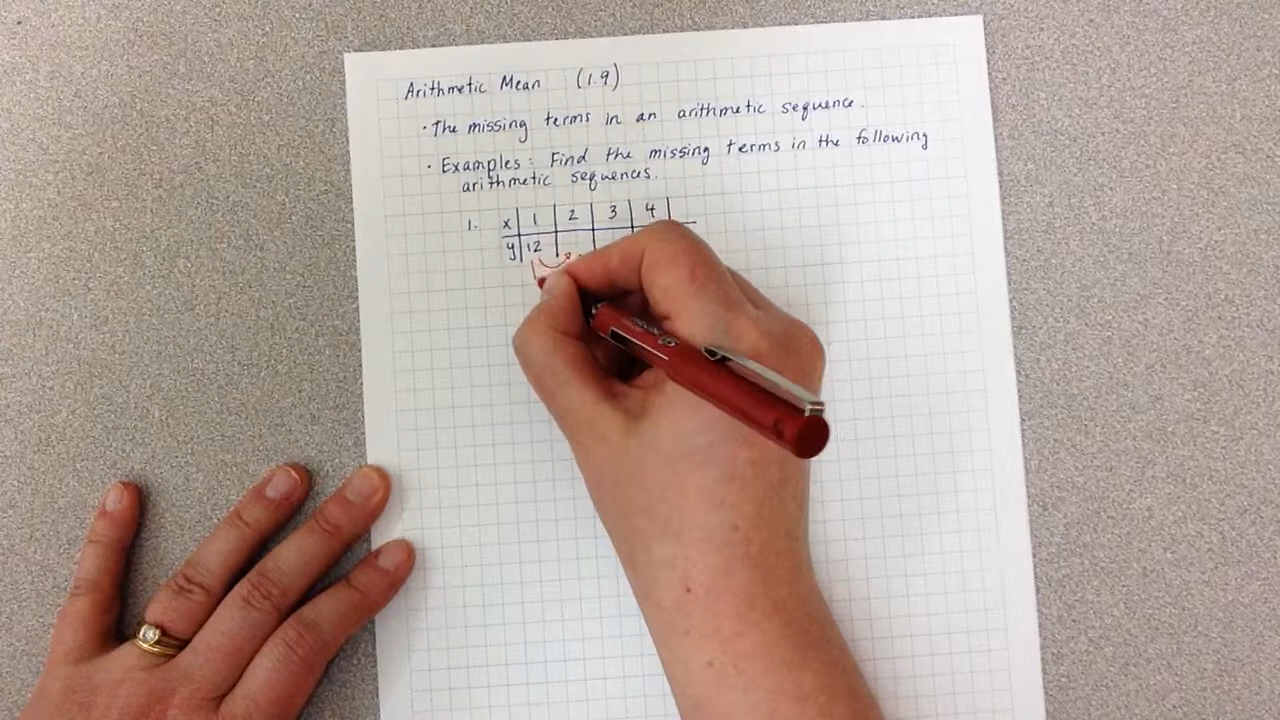 Arithmetic Mean (1.9)
· The missing terms in an arithmetic sequence.
· Examples: Find the missing terms in the following
arithmetic sequences.
1. x 1 2 3 4
y 12